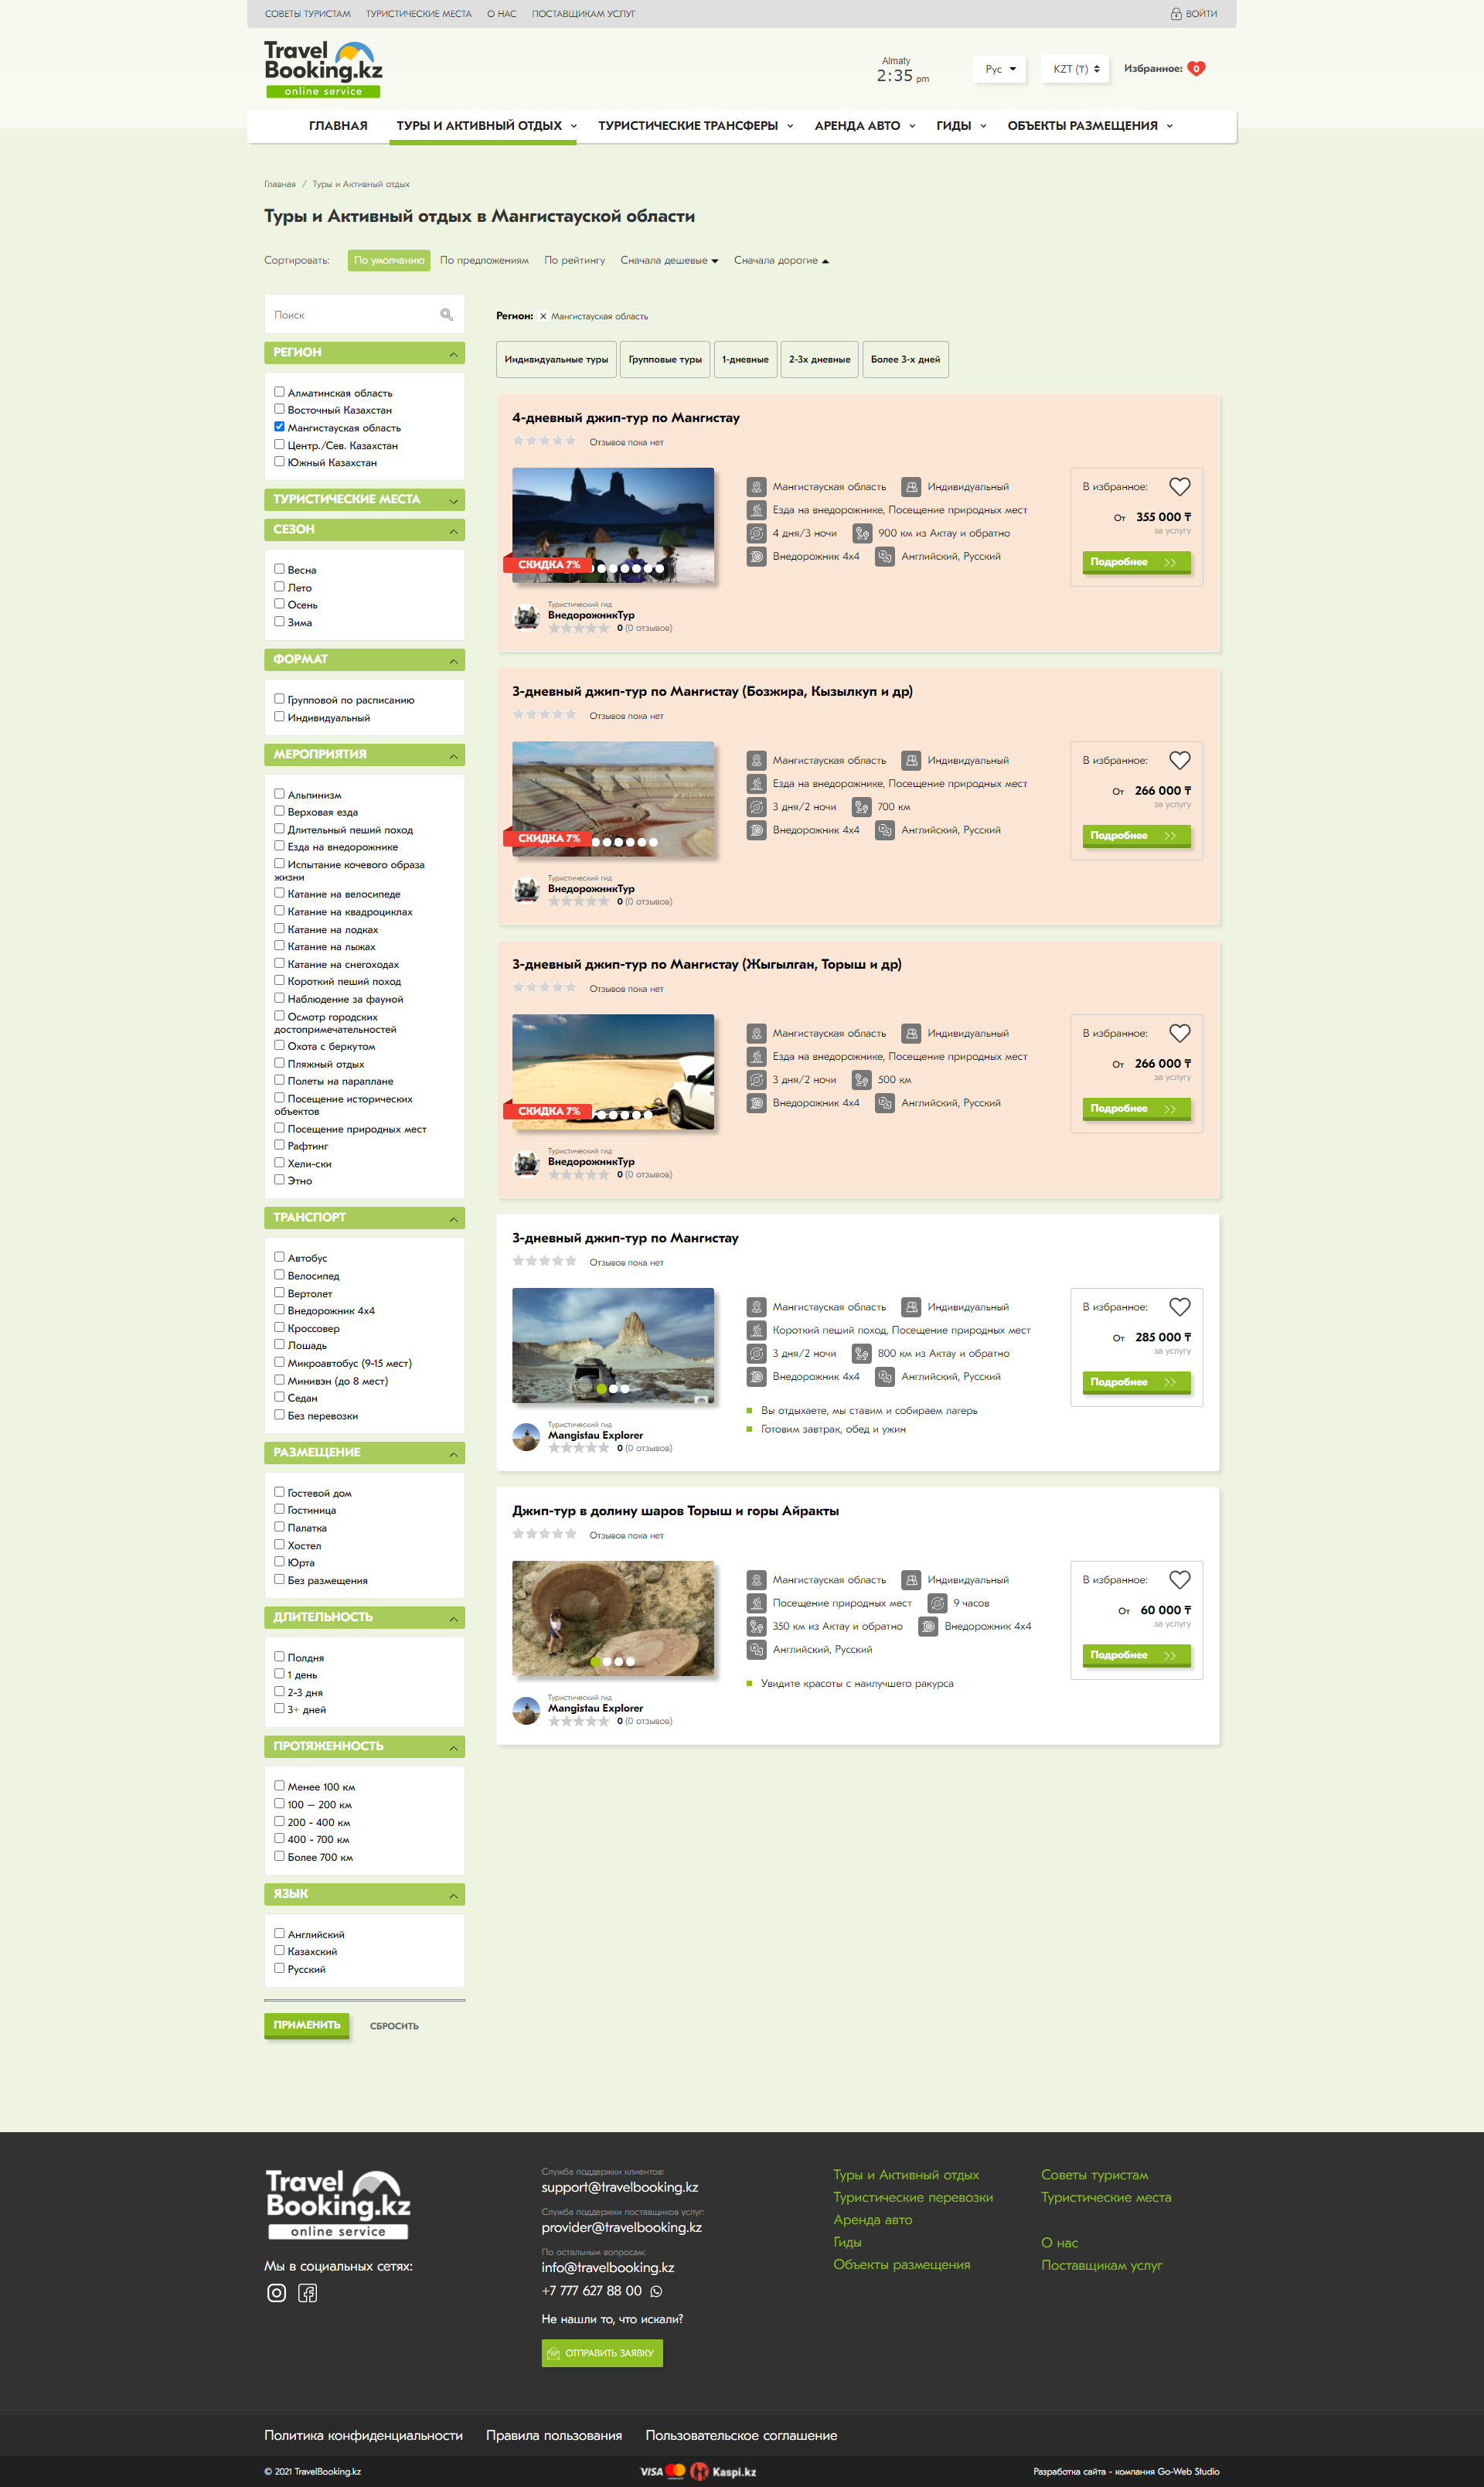 СОВЕТЫ ТУРИСТАМ ТУРИСТИЧЕСКИЕ МЕСТА О НАС ПОСТАВЩИКАМ УСЛУГ ВОЙТИ
Travel
Booking.kz
online service
Almaty
2:35 pm
Рус KZT (₸) Избранное: 0
ГЛАВНАЯ ТУРЫ И АКТИВНЫЙ ОТДЫХ ТУРИСТИЧЕСКИЕ ТРАНСФЕРЫ АРЕНДА АВТО ГИДЫ ОБЪЕКТЫ РАЗМЕЩЕНИЯ
Главная / Туры и Активный отдых
Туры и Активный отдых в Мангистауской области
Сортировать: По умолчанию По предложениям По рейтингу Сначала дешевые Сначала дорогие
Поиск
РЕГИОН
Алматинская область
Восточный Казахстан
Мангистауская область
Центр./Сев. Казахстан
Южный Казахстан
ТУРИСТИЧЕСКИЕ МЕСТА
СЕЗОН
Весна
Лето
Осень
Зима
ФОРМАТ
Групповой по расписанию
Индивидуальный
МЕРОПРИЯТИЯ
Альпинизм
Верховая езда
Длительный пеший поход
Езда на внедорожнике
Испытание кочевого образа
жизни
Катание на велосипеде
Катание на квадроциклах
Катание на лодках
Катание на лыжах
Катание на снегоходах
Короткий пеший поход
Наблюдение за фауной
Осмотр городских
достопримечательностей
Охота с беркутом
Пляжный отдых
Полеты на параплане
Посещение исторических
объектов
Посещение природных мест
Рафтинг
Хели-ски
Этно
ТРАНСПОРТ
Автобус
Велосипед
Вертолет
Внедорожник 4х4
Кроссовер
Лошадь
Микроавтобус (9-15 мест)
Минивэн (до 8 мест)
Седан
Без перевозки
РАЗМЕЩЕНИЕ
Гостевой дом
Гостиница
Палатка
Хостел
Юрта
Без размещения
ДЛИТЕЛЬНОСТЬ
Полдня
1 день
2-3 дня
3+ дней
ПРОТЯЖЕННОСТЬ
Менее 100 км
100 – 200 км
200 - 400 км
400 - 700 км
Более 700 км
ЯЗЫК
Английский
Казахский
Русский
ПРИМЕНИТЬ СБРОСИТЬ
Регион: Мангистауская область
Индивидуальные туры Групповые туры 1-дневные 2-3х дневные Более 3-х дней
4-дневный джип-тур по Мангистау
Отзывов пока нет
СКИДКА 7%
Мангистауская область Индивидуальный
Езда на внедорожнике, Посещение природных мест
4 дня/3 ночи 900 км из Актау и обратно
Внедорожник 4х4 Английский, Русский
В избранное:
От 355 000 ₸
за услугу
Подробнее
Туристический гид
ВнедорожникТур
0 (0 отзывов)
3-дневный джип-тур по Мангистау (Бозжира, Кызылкуп и др)
Отзывов пока нет
СКИДКА 7%
Мангистауская область Индивидуальный
Езда на внедорожнике, Посещение природных мест
3 дня/2 ночи 700 км
Внедорожник 4х4 Английский, Русский
В избранное:
От 266 000 ₸
за услугу
Подробнее
Туристический гид
ВнедорожникТур
0 (0 отзывов)
3-дневный джип-тур по Мангистау (Жыгылган, Торыш и др)
Отзывов пока нет
СКИДКА 7%
Мангистауская область Индивидуальный
Езда на внедорожнике, Посещение природных мест
3 дня/2 ночи 500 км
Внедорожник 4х4 Английский, Русский
В избранное:
От 266 000 ₸
за услугу
Подробнее
Туристический гид
ВнедорожникТур
0 (0 отзывов)
3-дневный джип-тур по Мангистау
Отзывов пока нет
Мангистауская область Индивидуальный
Короткий пеший поход, Посещение природных мест
3 дня/2 ночи 800 км из Актау и обратно
Внедорожник 4х4 Английский, Русский
Вы отдыхаете, мы ставим и собираем лагерь
Готовим завтрак, обед и ужин
В избранное:
От 285 000 ₸
за услугу
Подробнее
Туристический гид
Mangistau Explorer
0 (0 отзывов)
Джип-тур в долину шаров Торыш и горы Айракты
Отзывов пока нет
Мангистауская область Индивидуальный
Посещение природных мест 9 часов
350 км из Актау и обратно Внедорожник 4х4
Английский, Русский
Увидите красоты с наилучшего ракурса
В избранное:
От 60 000 ₸
за услугу
Подробнее
Туристический гид
Mangistau Explorer
0 (0 отзывов)
Travel
Booking.kz
online service
Мы в социальных сетях:
Служба поддержки клиентов:
support@travelbooking.kz
Служба поддержки поставщиков услуг:
provider@travelbooking.kz
По остальным вопросам:
info@travelbooking.kz
+7 777 627 88 00
Не нашли то, что искали?
ОТПРАВИТЬ ЗАЯВКУ
Туры и Активный отдых
Туристические перевозки
Аренда авто
Гиды
Объекты размещения
Советы туристам
Туристические места
О нас
Поставщикам услуг
Политика конфиденциальности Правила пользования Пользовательское соглашение
© 2021 TravelBooking.kz VISA Kaspi.kz Разработка сайта - компания Go-Web Studio